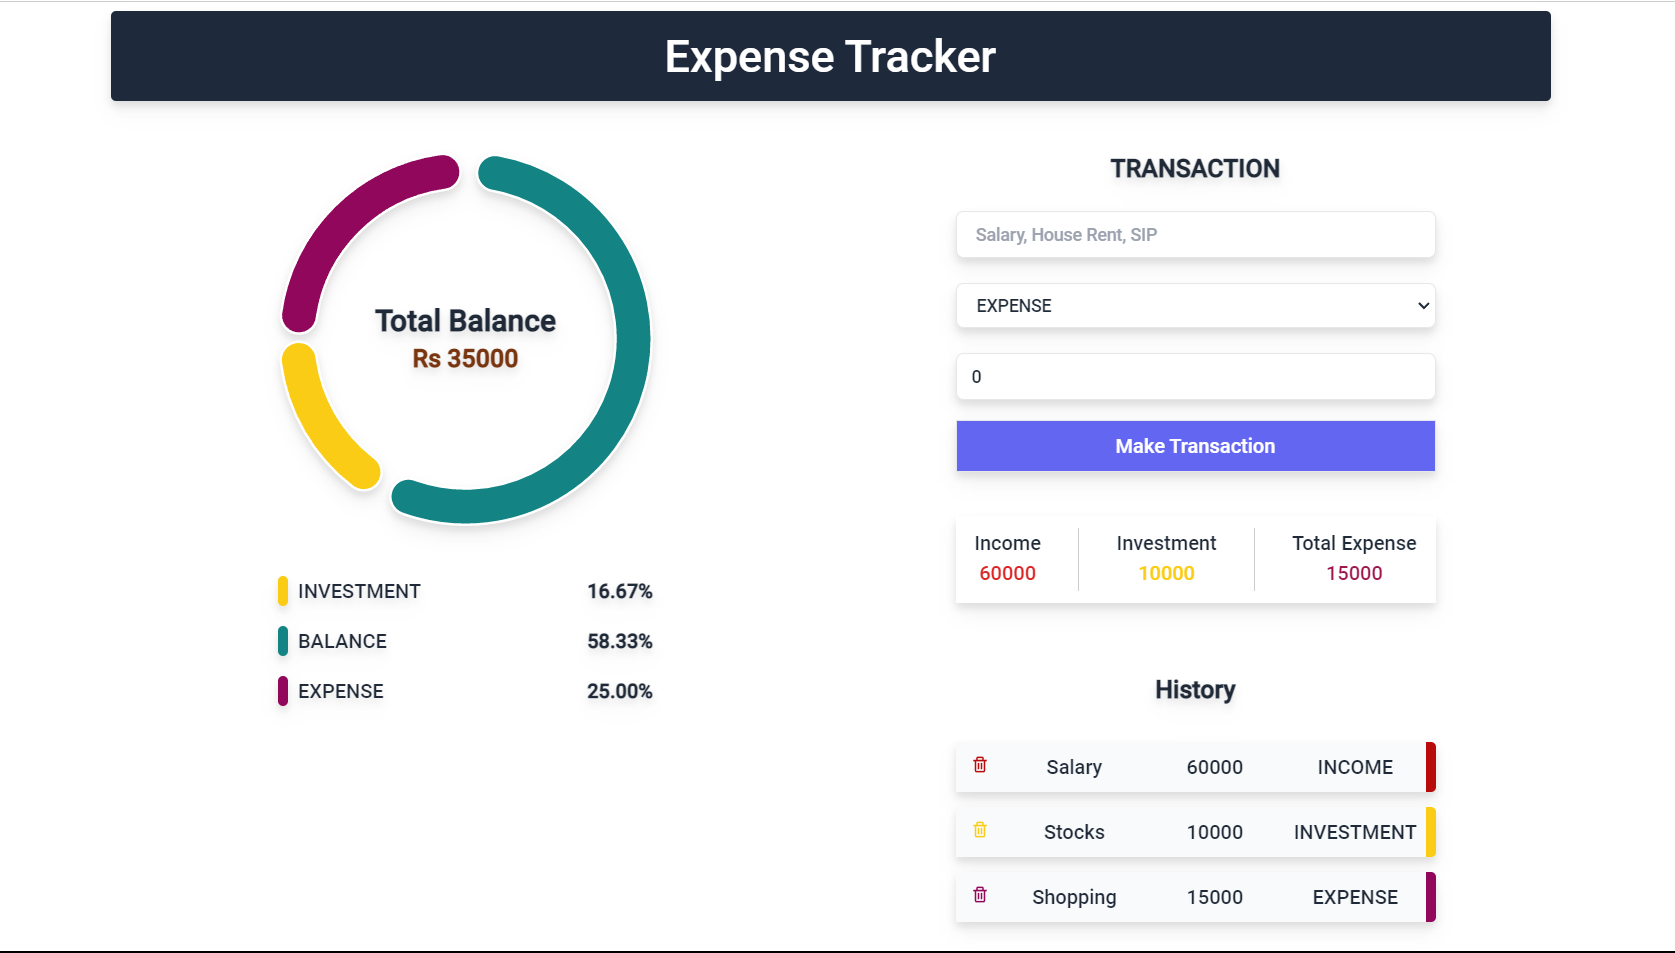 Expense Tracker
Total Balance
Rs 35000
INVESTMENT 16.67%
BALANCE 58.33%
EXPENSE 25.00%
TRANSACTION
Salary, House Rent, SIP
EXPENSE
0
Make Transaction
Income Investment Total Expense
60000 10000 15000
History
Salary 60000 INCOME
Stocks 10000 INVESTMENT
Shopping 15000 EXPENSE